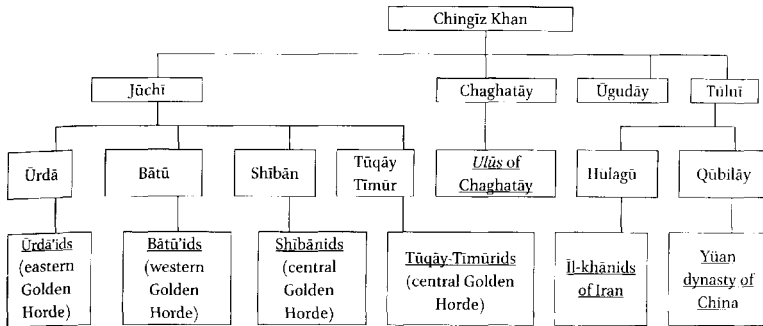 Chingīz Khan
Jūchī
Chaghatāy
Ūgudāy
Tūluī
Ūrdā
Bātū
Shībān
Tūqāy
Tīmūr
Ulūs of
Chaghatāy
Hulagū
Qūbilāy
Ūrdā'ids
(eastern
Golden
Horde)
Bātū'ids
(western
Golden
Horde)
Shībānids
(central
Golden
Horde)
Tūqāy-Tīmūrids
(central Golden
Horde)
Īl-khānids
of Iran
Yüan
dynasty of
China